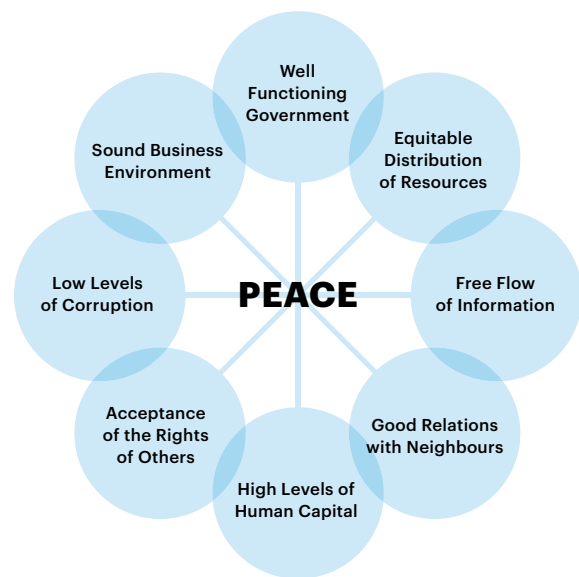 Well
Functioning
Government
Equitable
Distribution
of Resources
Free Flow
of Information
Good Relations
with Neighbours
High Levels of
Human Capital
Acceptance
of the Rights
of Others
Low Levels
of Corruption
Sound Business
Environment
PEACE